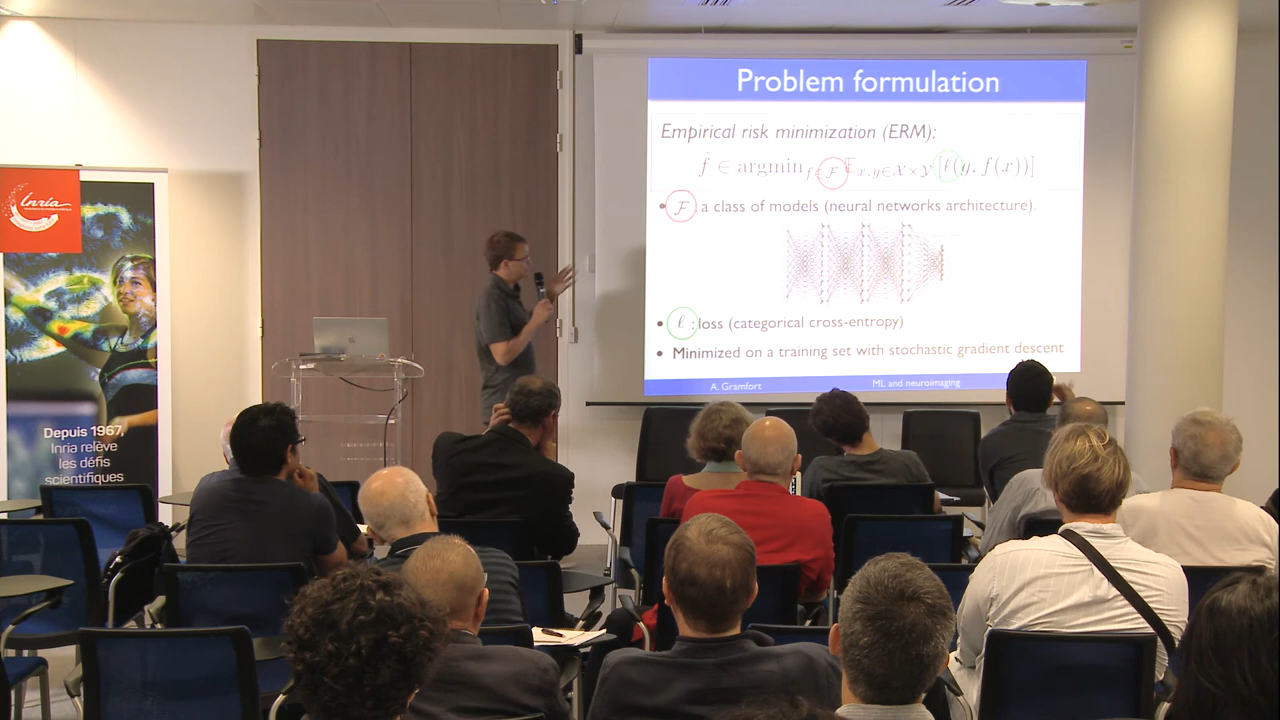 Problem formulation
Empirical risk minimization (ERM):
f̂ ∈ argmin_{f∈ℱ} 𝔼_{x,y∈𝒳×𝒴}[ℓ(y, f(x))]
• ℱ : a class of models (neural networks architecture).
• ℓ : loss (categorical cross-entropy)
• Minimized on a training set with stochastic gradient descent
A. Gramfort ML and neuroimaging
Inria
Depuis 1967,
Inria relève
les défis
scientifiques